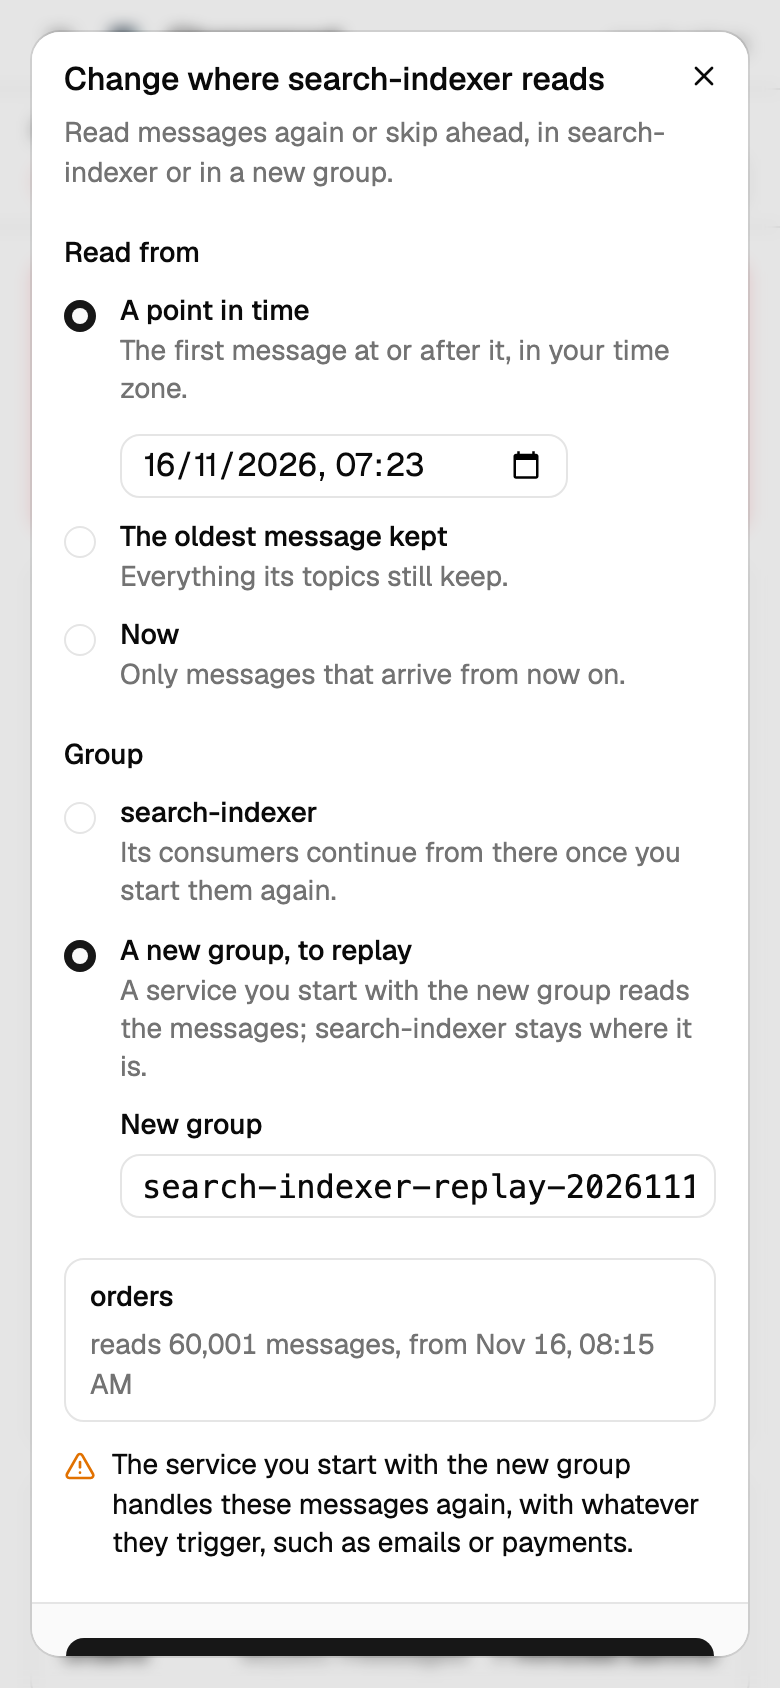 Change where search-indexer reads
Read messages again or skip ahead, in search-
indexer or in a new group.
Read from
A point in time
The first message at or after it, in your time
zone.
16/11/2026, 07:23
The oldest message kept
Everything its topics still keep.
Now
Only messages that arrive from now on.
Group
search-indexer
Its consumers continue from there once you
start them again.
A new group, to replay
A service you start with the new group reads
the messages; search-indexer stays where it
is.
New group
search-indexer-replay-2026111
orders
reads 60,001 messages, from Nov 16, 08:15
AM
The service you start with the new group
handles these messages again, with whatever
they trigger, such as emails or payments.